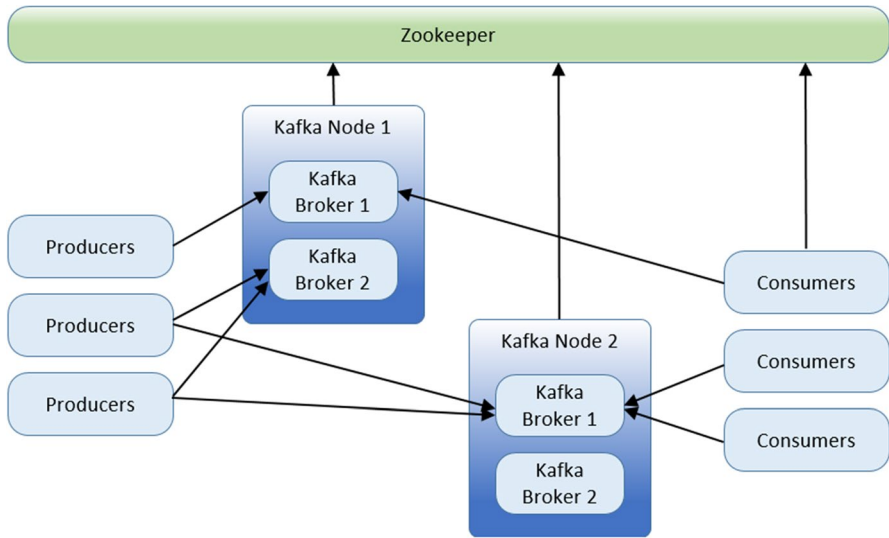 Zookeeper
Kafka Node 1
Kafka
Broker 1
Kafka
Broker 2
Producers
Producers
Producers
Kafka Node 2
Kafka
Broker 1
Kafka
Broker 2
Consumers
Consumers
Consumers